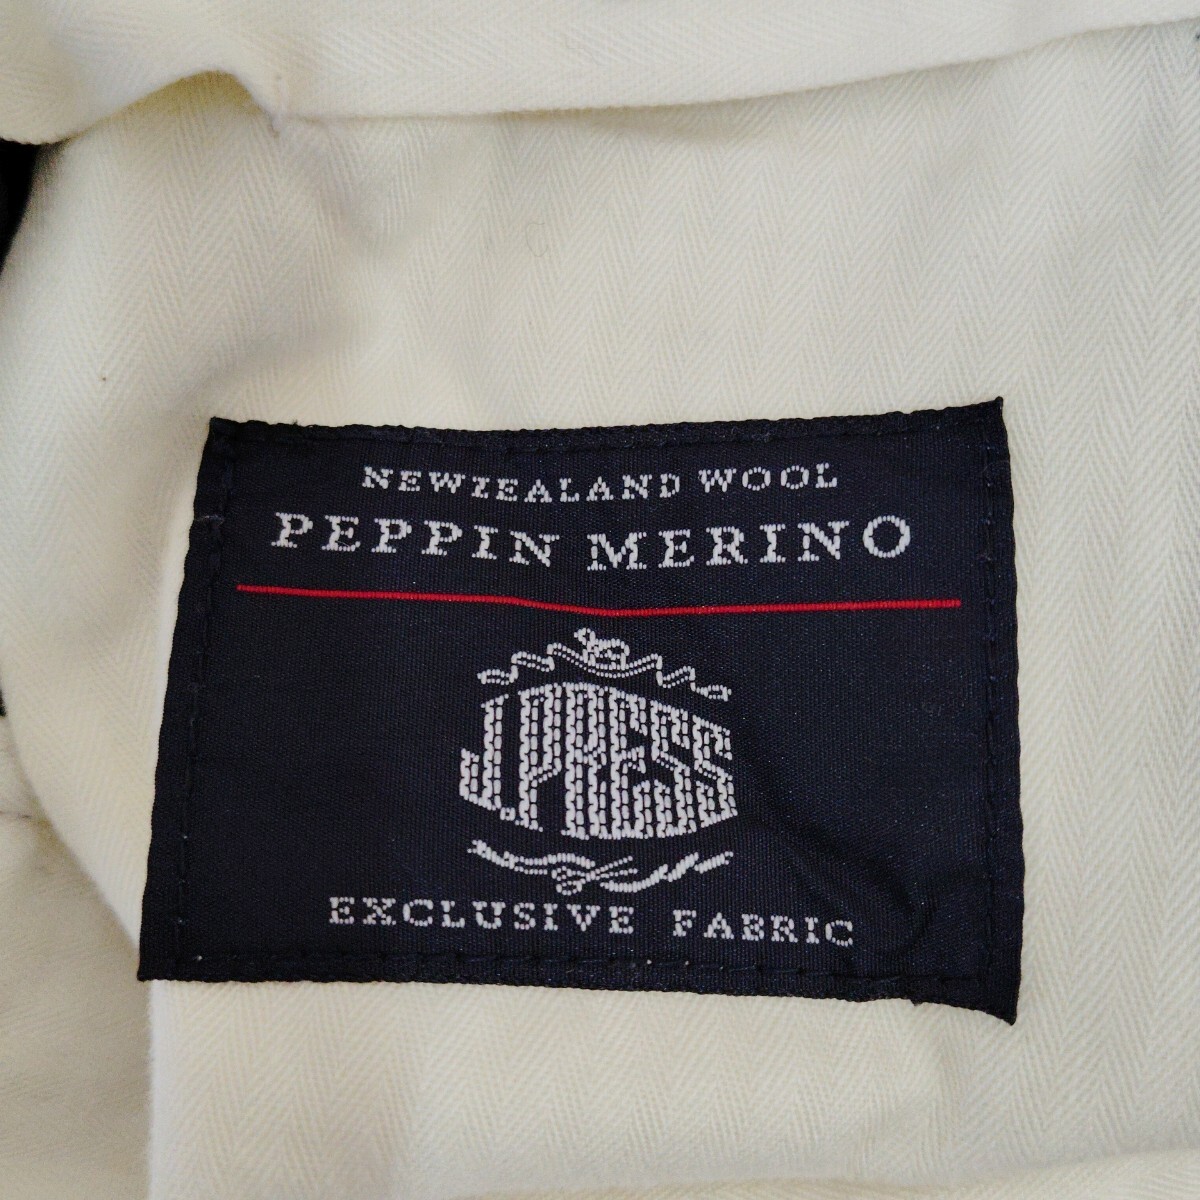 NEWZEALAND WOOL
PEPPIN MERINO
J.PRESS
EXCLUSIVE FABRIC